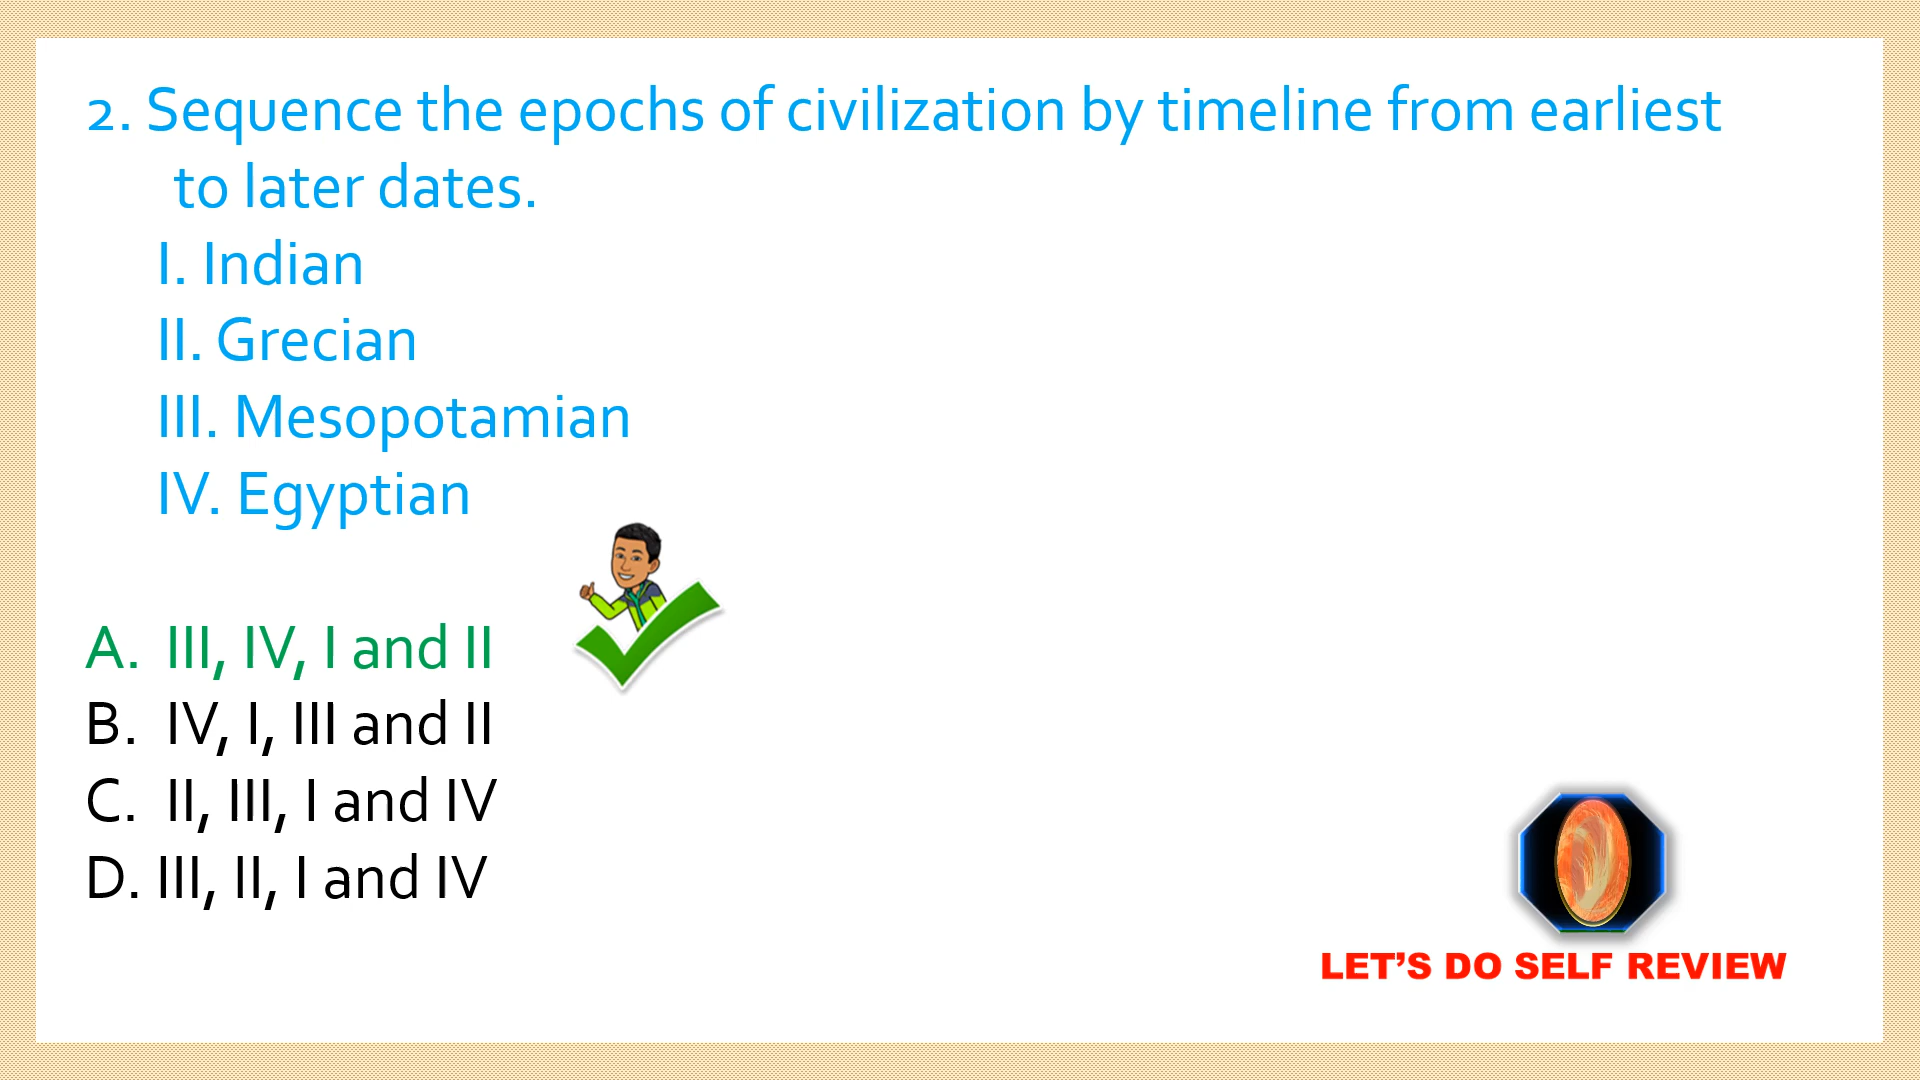 2. Sequence the epochs of civilization by timeline from earliest
to later dates.
I. Indian
II. Grecian
III. Mesopotamian
IV. Egyptian
A. III, IV, I and II
B. IV, I, III and II
C. II, III, I and IV
D. III, II, I and IV
LET’S DO SELF REVIEW